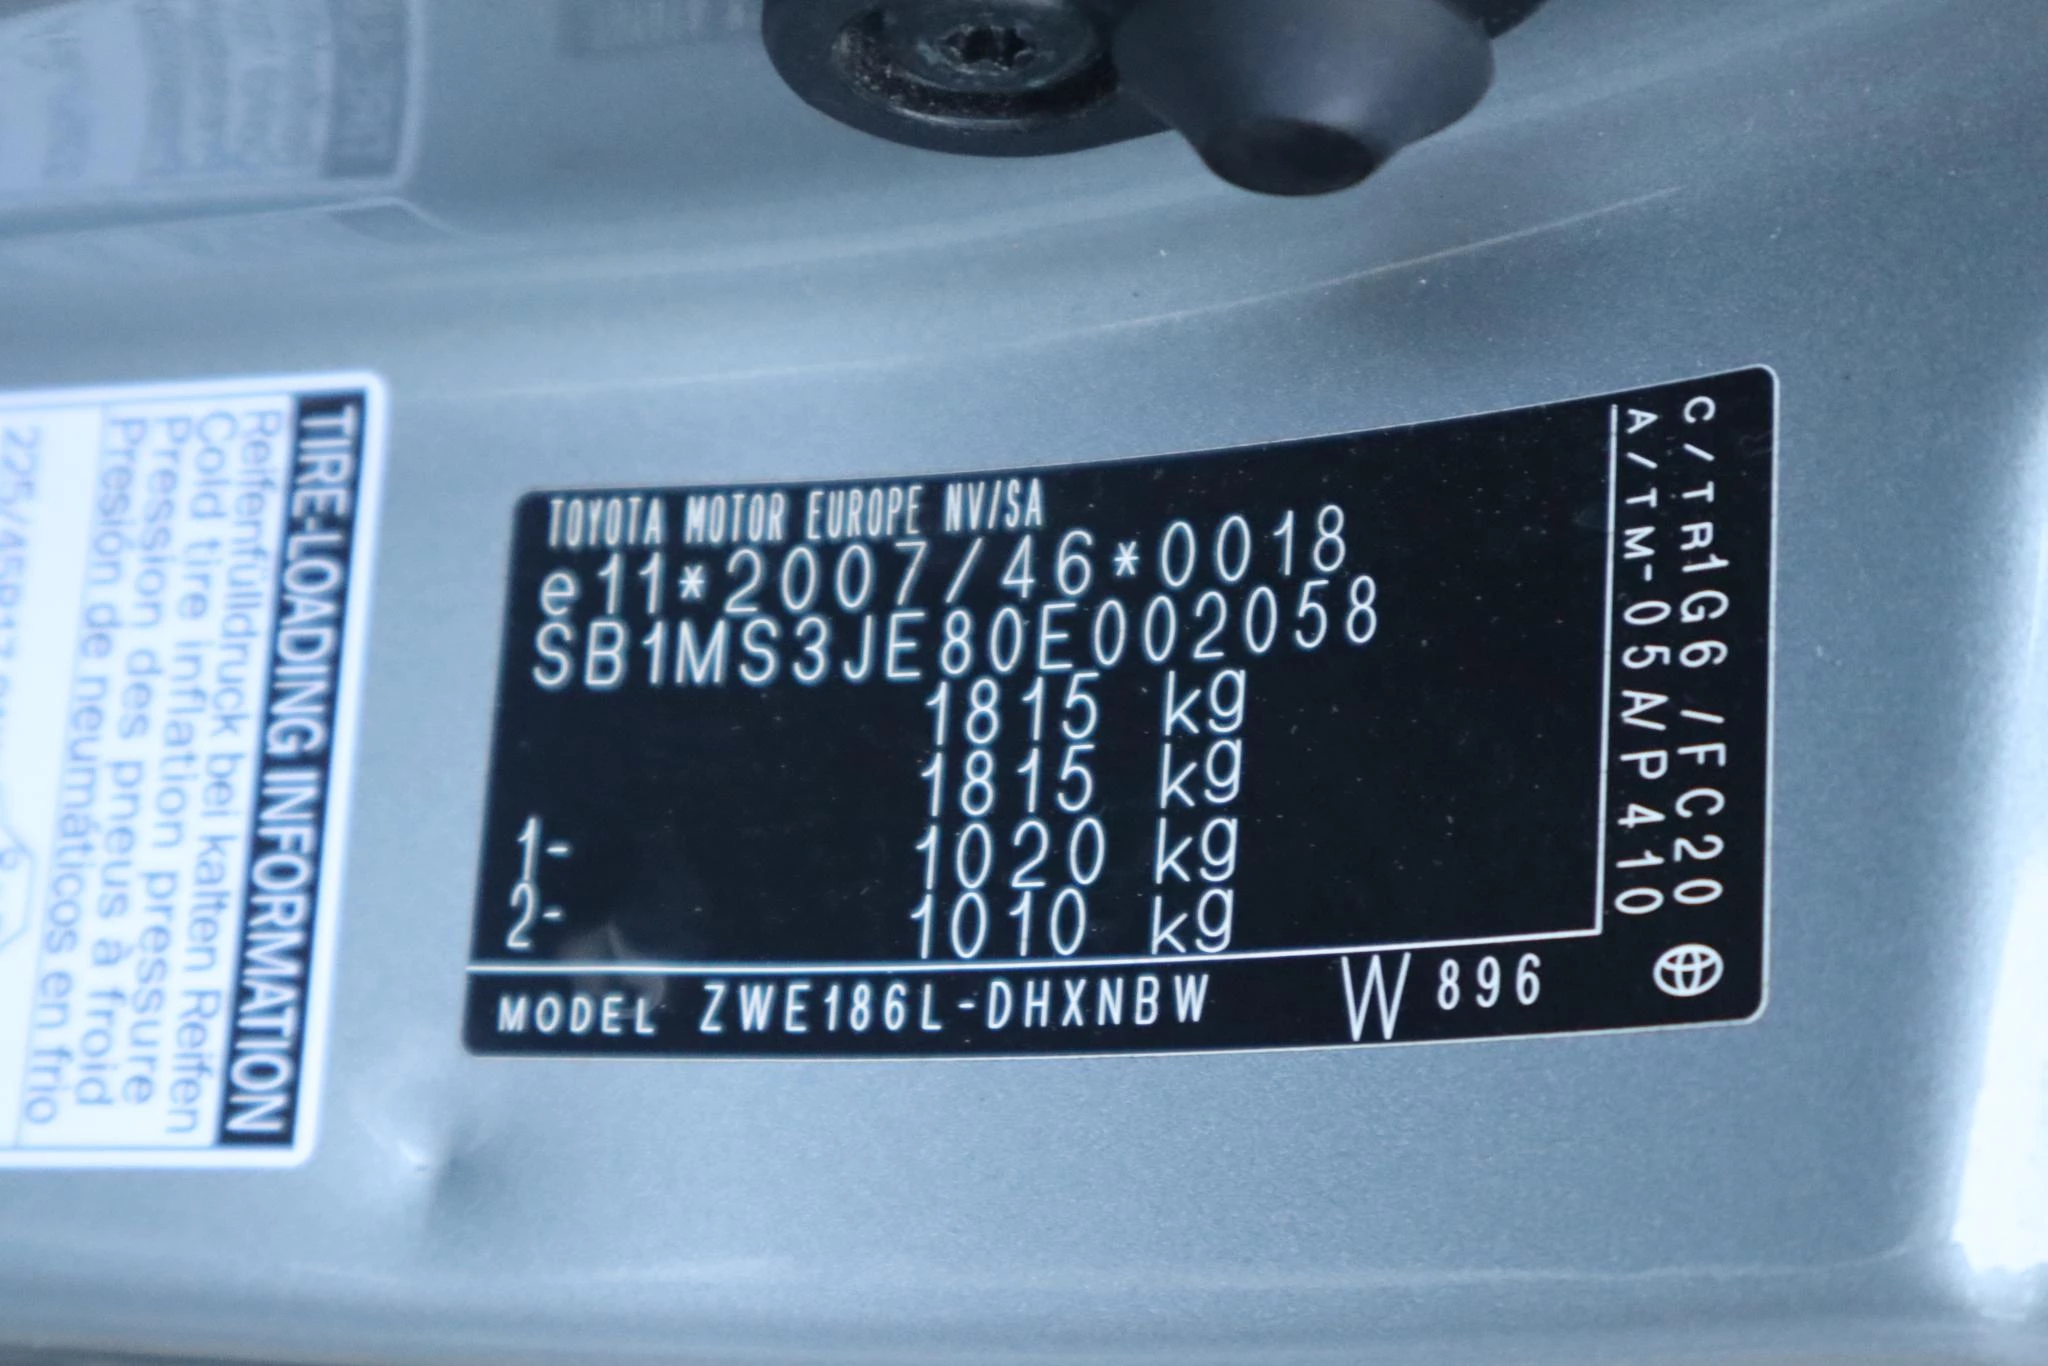 TOYOTA MOTOR EUROPE NV/SA
e11*2007/46*0018
SB1MS3JE80E002058
1815 kg
1815 kg
1- 1020 kg
2- 1010 kg
MODEL ZWE186L-DHXNBW W896
C/TR1G6 /FC20
A/TM-05A/P410
TIRE-LOADING INFORMATION
Reifenfülldruck bei kalten Reifen
Cold tire inflation pressure
Pression des pneus à froid
Presión de neumáticos en frio